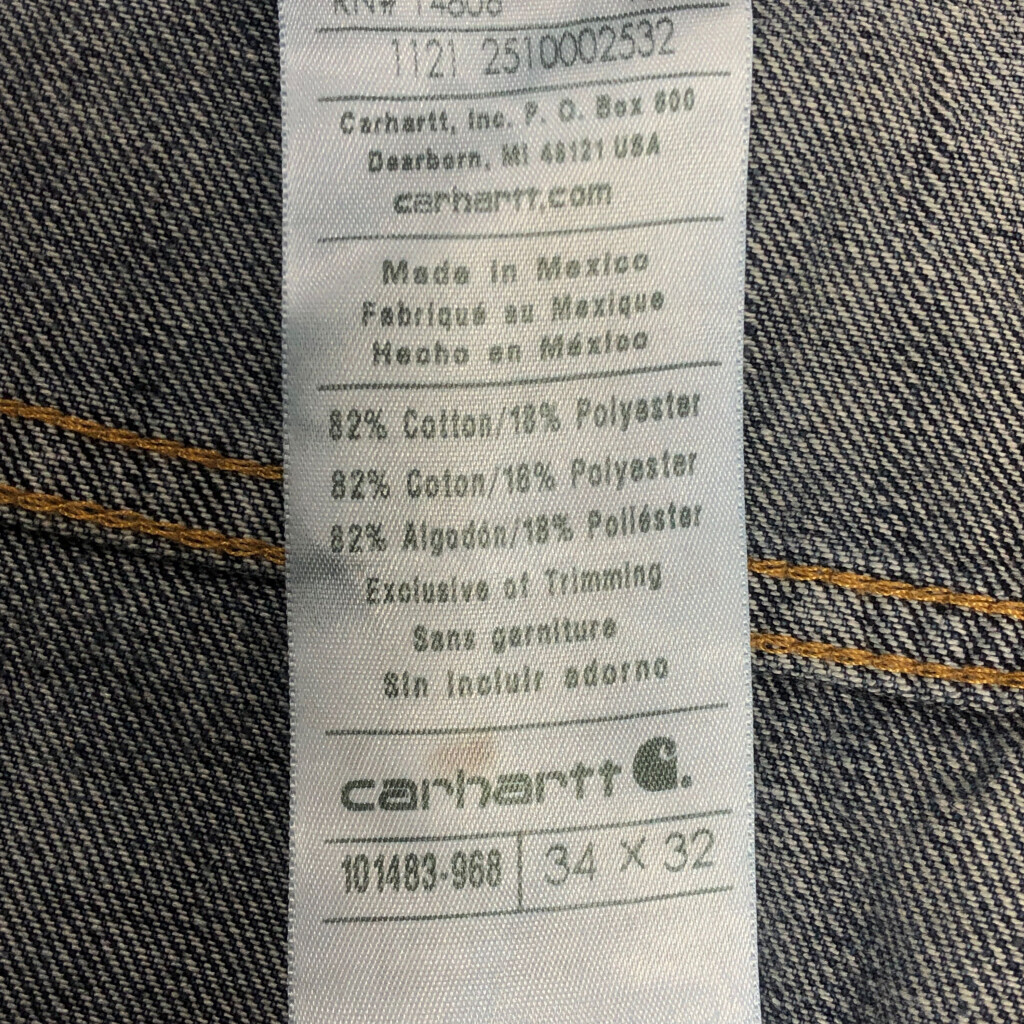 RN# 14806
1121 2510002532
Carhartt, Inc. P. O. Box 600
Dearborn, MI 48121 USA
carhartt.com
Made in Mexico
Fabriqué au Mexique
Hecho en México
82% Cotton/18% Polyester
82% Coton/18% Polyester
82% Algodón/18% Poliéster
Exclusive of Trimming
Sans garniture
Sin incluir adorno
carhartt
101483-968 34 X 32